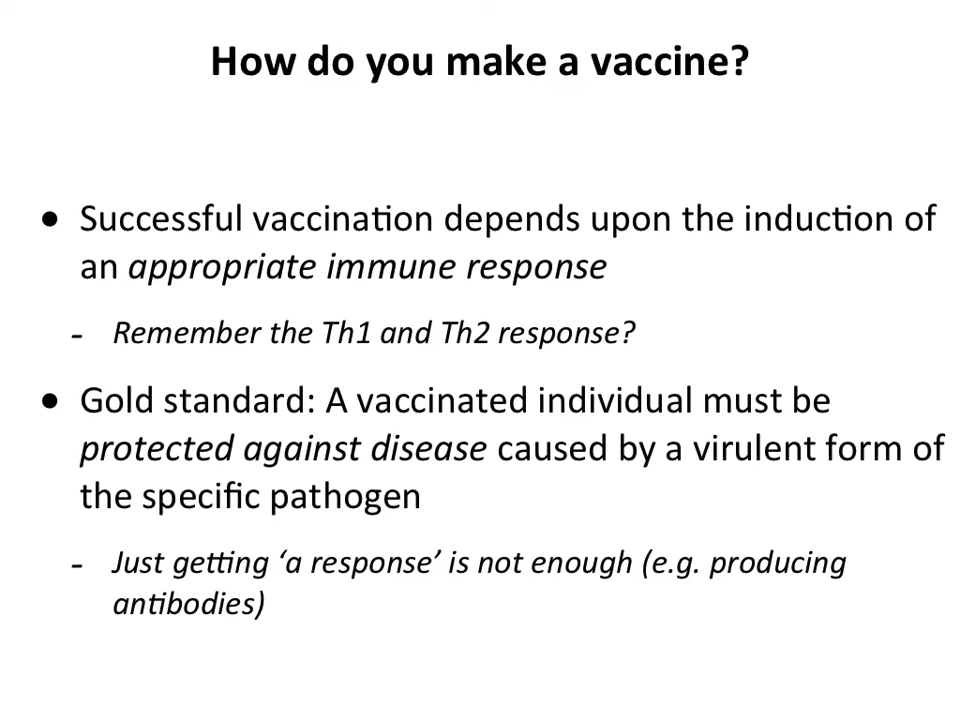 How do you make a vaccine?
● Successful vaccination depends upon the induction of
an appropriate immune response
- Remember the Th1 and Th2 response?
● Gold standard: A vaccinated individual must be
protected against disease caused by a virulent form of
the specific pathogen
- Just getting ‘a response’ is not enough (e.g. producing
antibodies)